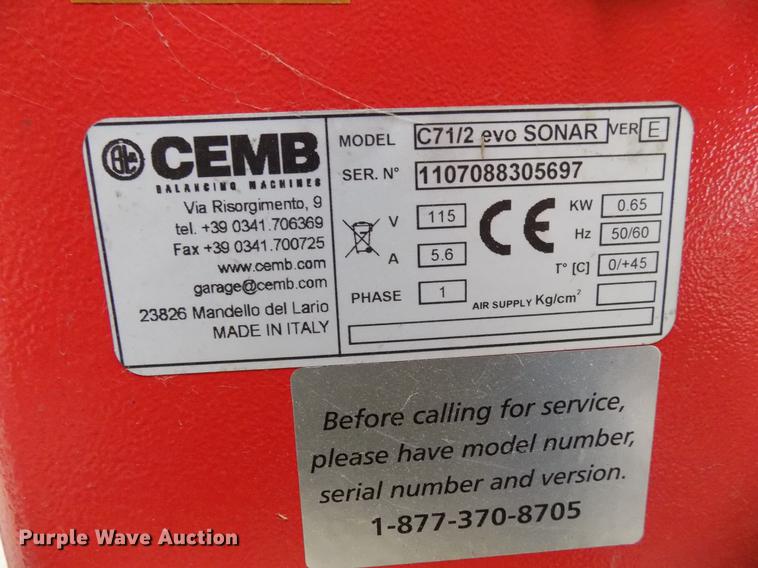 CEMB
BALANCING MACHINES
Via Risorgimento, 9
tel. +39 0341.706369
Fax +39 0341.700725
www.cemb.com
garage@cemb.com
23826 Mandello del Lario
MADE IN ITALY
MODEL C71/2 evo SONAR VER E
SER. N° 1107088305697
V 115
A 5.6
PHASE 1
CE
KW 0.65
Hz 50/60
T° [C] 0/+45
AIR SUPPLY Kg/cm²
Before calling for service,
please have model number,
serial number and version.
1-877-370-8705
Purple Wave Auction